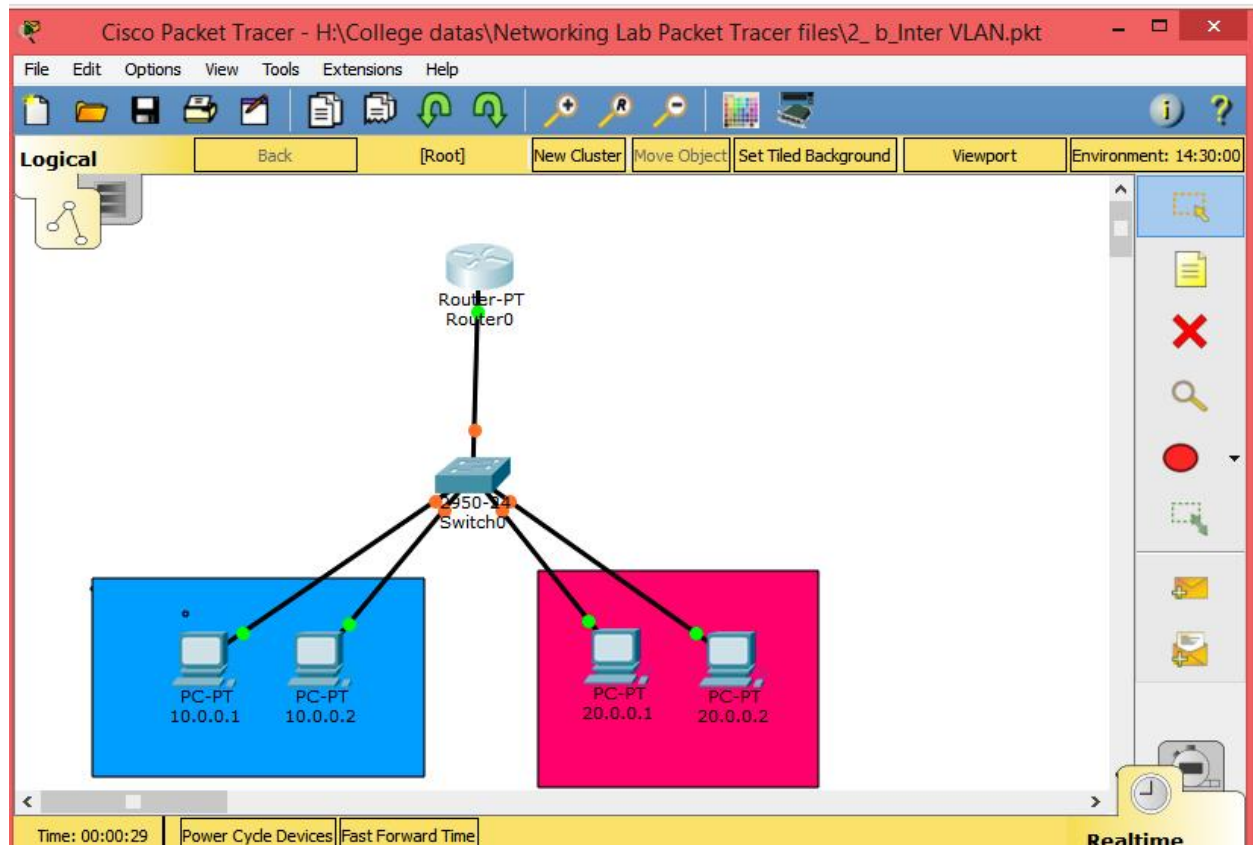 Cisco Packet Tracer - H:\College datas\Networking Lab Packet Tracer files\2_ b_Inter VLAN.pkt
File Edit Options View Tools Extensions Help
Logical Back [Root] New Cluster Move Object Set Tiled Background Viewport Environment: 14:30:00
Router-PT
Router0
2950-24
Switch0
PC-PT PC-PT PC-PT PC-PT
10.0.0.1 10.0.0.2 20.0.0.1 20.0.0.2
Time: 00:00:29 Power Cycle Devices Fast Forward Time Realtime